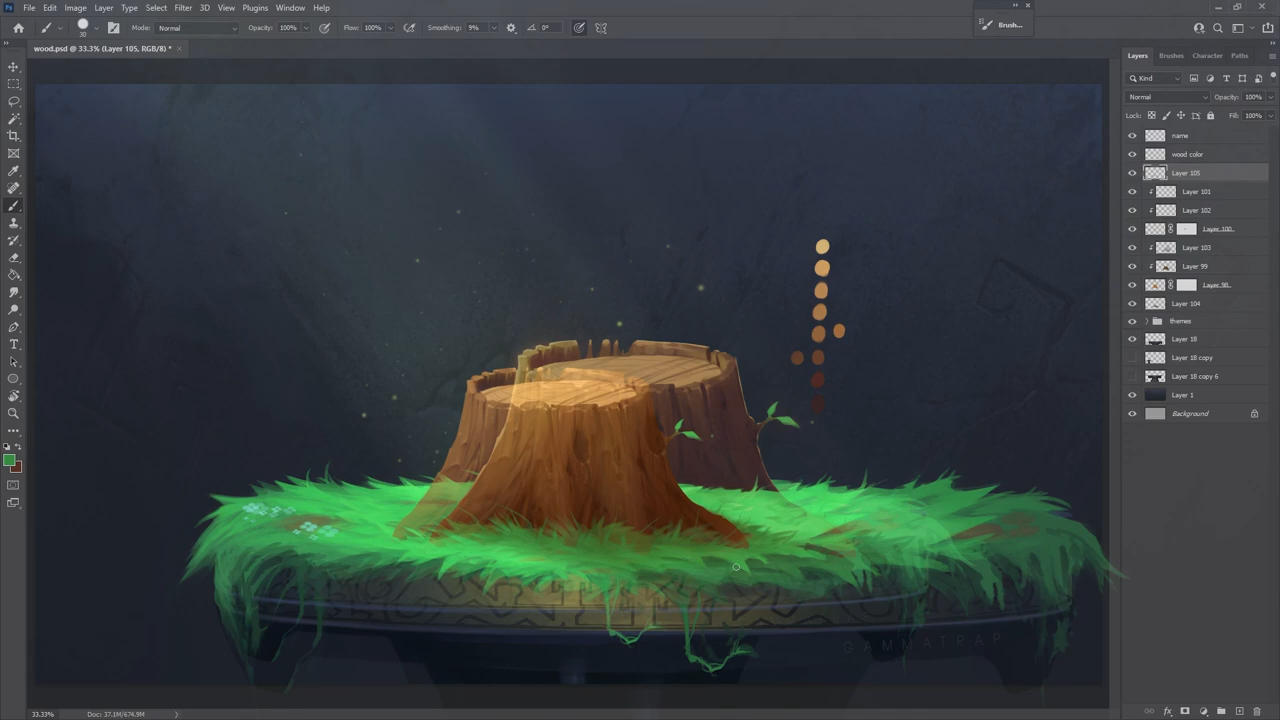 File Edit Image Layer Type Select Filter 3D View Plugins Window Help
30 Mode: Normal Opacity: 100% Flow: 100% Smoothing: 9% 0° Brush...
wood.psd @ 33.3% (Layer 105, RGB/8) *
Layers Brushes Character Paths
Kind
Normal Opacity: 100%
Lock: Fill: 100%
name
wood color
Layer 105
Layer 101
Layer 102
Layer 100
Layer 103
Layer 99
Layer 98
Layer 104
themes
Layer 18
Layer 18 copy
Layer 18 copy 6
Layer 1
Background
GAMMATRAP
33.33% Doc: 37.1M/674.9M